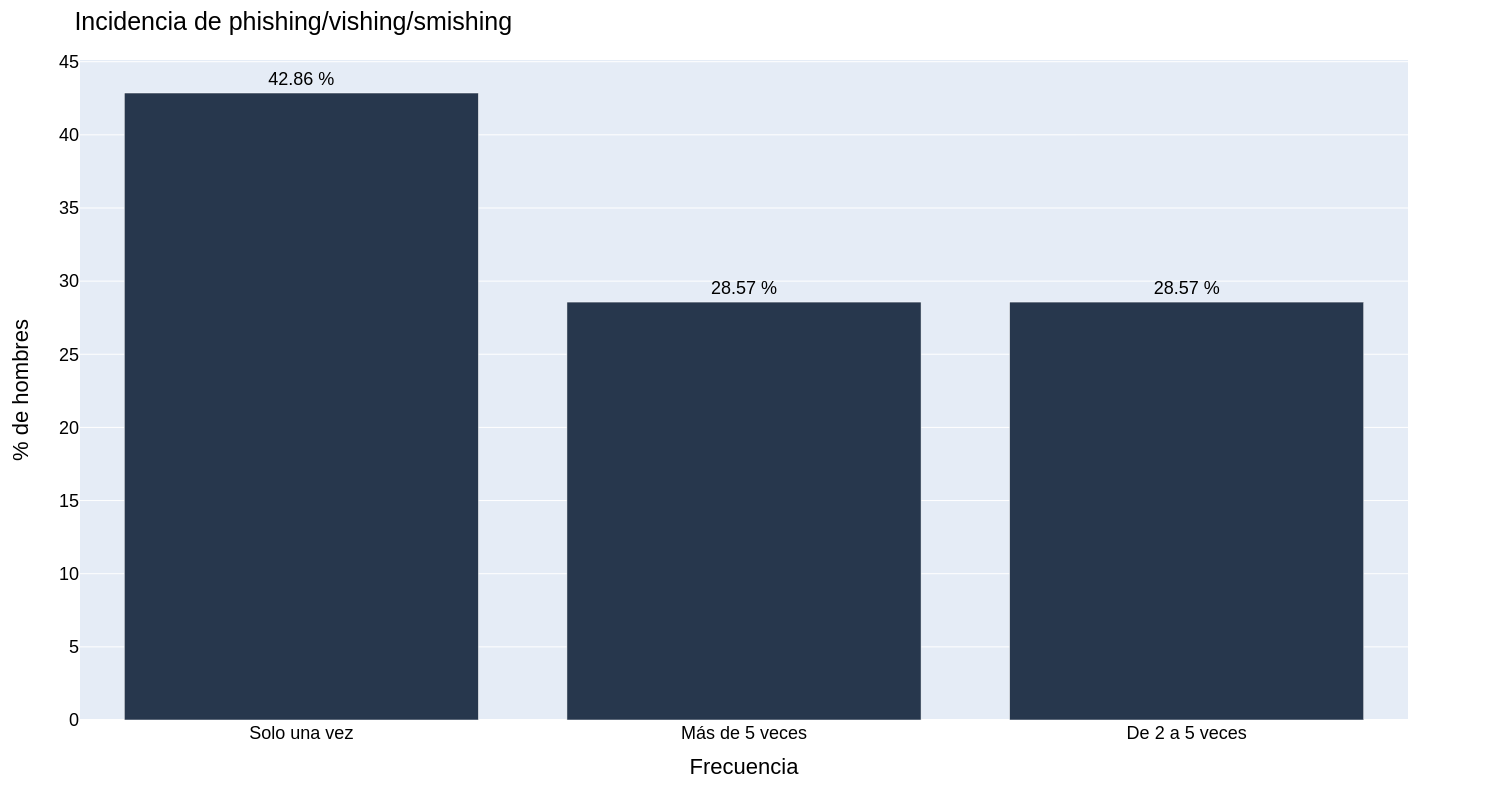 Incidencia de phishing/vishing/smishing
45
42.86 %
40
35
30
28.57 %
28.57 %
25
20
15
10
5
0
% de hombres
Solo una vez
Más de 5 veces
De 2 a 5 veces
Frecuencia